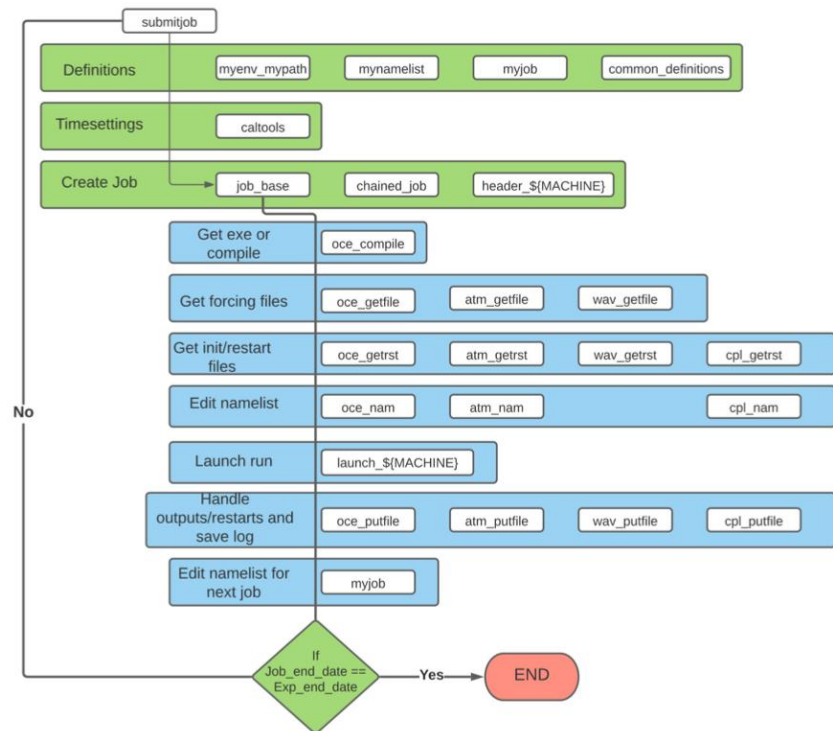 submitjob
Definitions
myenv_mypath
mynamelist
myjob
common_definitions
Timesettings
caltools
Create Job
job_base
chained_job
header_${MACHINE}
Get exe or
compile
oce_compile
Get forcing files
oce_getfile
atm_getfile
wav_getfile
Get init/restart
files
oce_getrst
atm_getrst
wav_getrst
cpl_getrst
Edit namelist
oce_nam
atm_nam
cpl_nam
No
Launch run
launch_${MACHINE}
Handle
outputs/restarts and
save log
oce_putfile
atm_putfile
wav_putfile
cpl_putfile
Edit namelist for
next job
myjob
If
Job_end_date ==
Exp_end_date
Yes
END